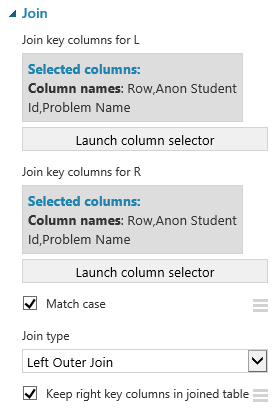 Join
Join key columns for L
Selected columns:
Column names: Row,Anon Student
Id,Problem Name
Launch column selector
Join key columns for R
Selected columns:
Column names: Row,Anon Student
Id,Problem Name
Launch column selector
Match case
Join type
Left Outer Join
Keep right key columns in joined table